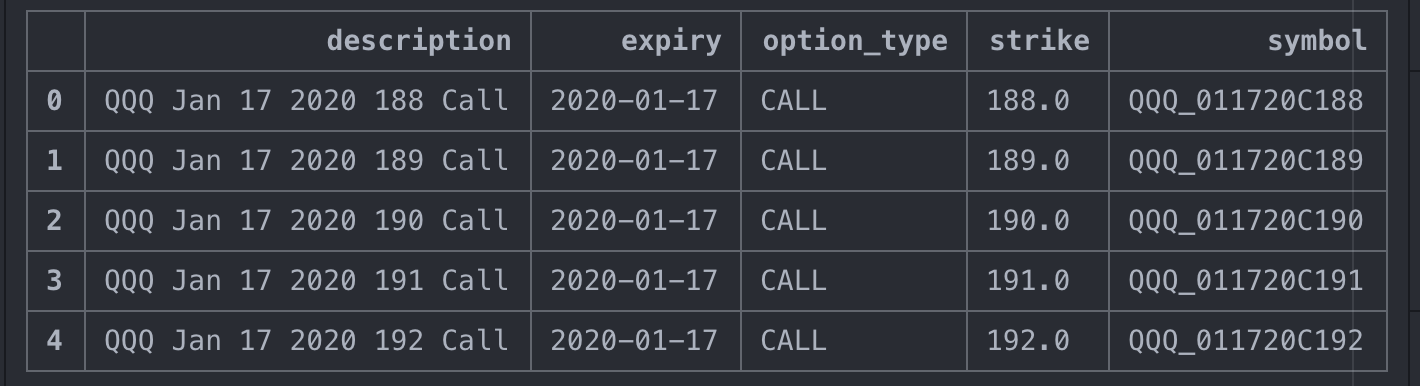 description expiry option_type strike symbol
0 QQQ Jan 17 2020 188 Call 2020-01-17 CALL 188.0 QQQ_011720C188
1 QQQ Jan 17 2020 189 Call 2020-01-17 CALL 189.0 QQQ_011720C189
2 QQQ Jan 17 2020 190 Call 2020-01-17 CALL 190.0 QQQ_011720C190
3 QQQ Jan 17 2020 191 Call 2020-01-17 CALL 191.0 QQQ_011720C191
4 QQQ Jan 17 2020 192 Call 2020-01-17 CALL 192.0 QQQ_011720C192